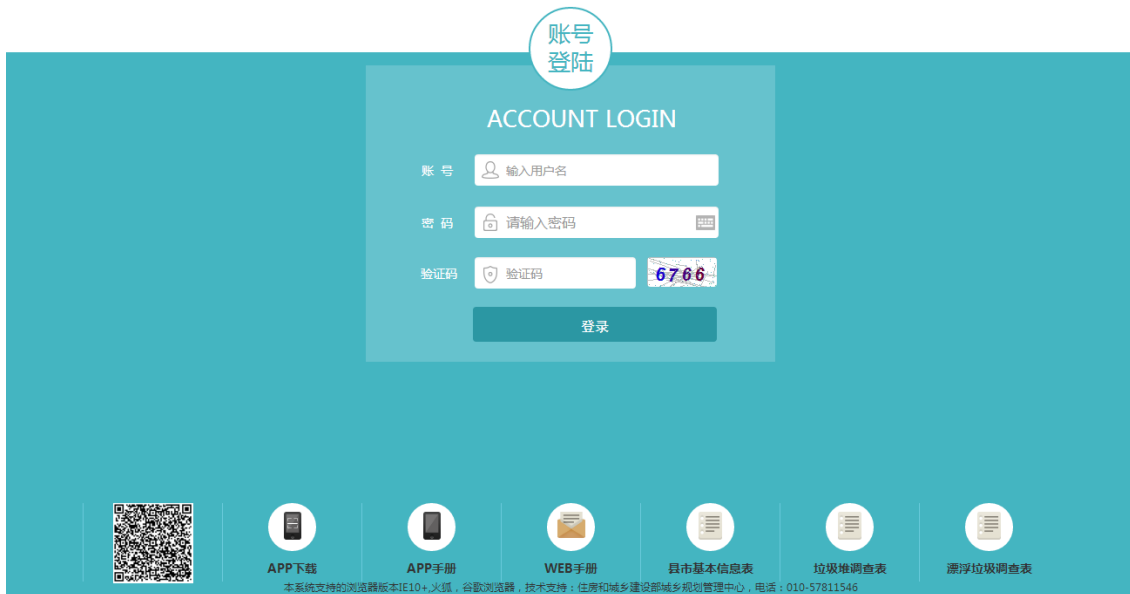 账号
登陆
ACCOUNT LOGIN
账 号 输入用户名
密 码 请输入密码
验证码 验证码 6766
登录
APP下载 APP手册 WEB手册 县市基本信息表 垃圾堆调查表 漂浮垃圾调查表
本系统支持的浏览器版本IE10+,火狐，谷歌浏览器，技术支持：住房和城乡建设部城乡规划管理中心，电话：010-57811546